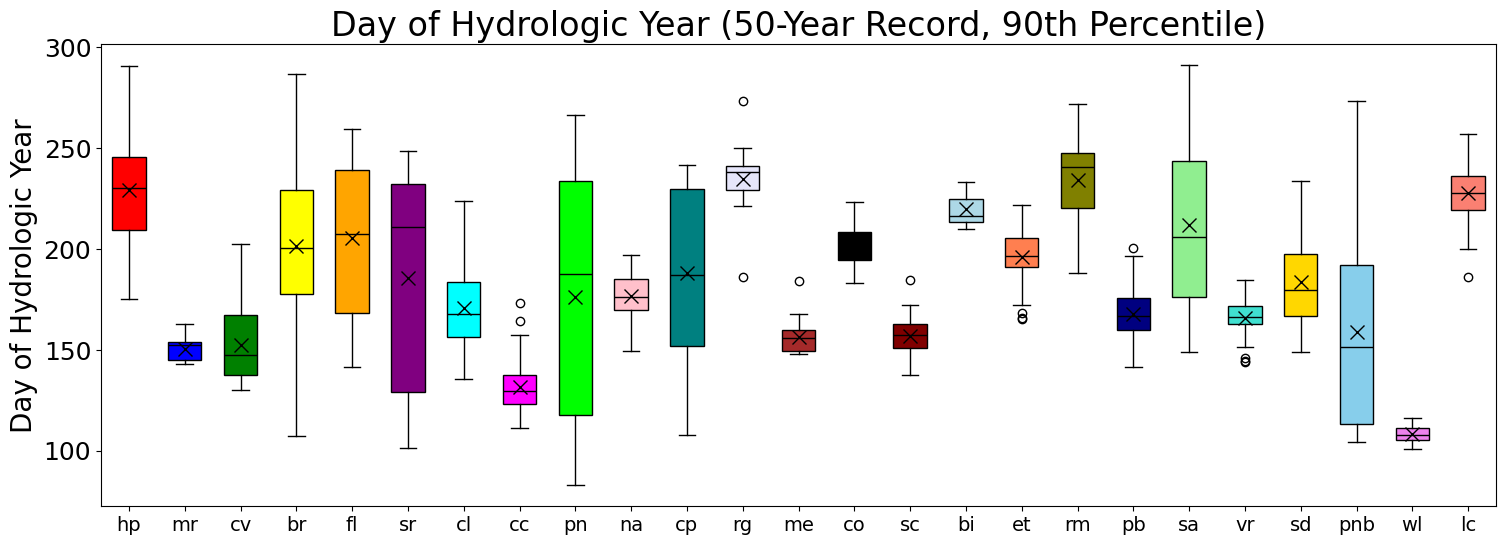 Day of Hydrologic Year (50-Year Record, 90th Percentile)
Day of Hydrologic Year
300
250
200
150
100
hp mr cv br fl sr cl cc pn na cp rg me co sc bi et rm pb sa vr sd pnb wl lc